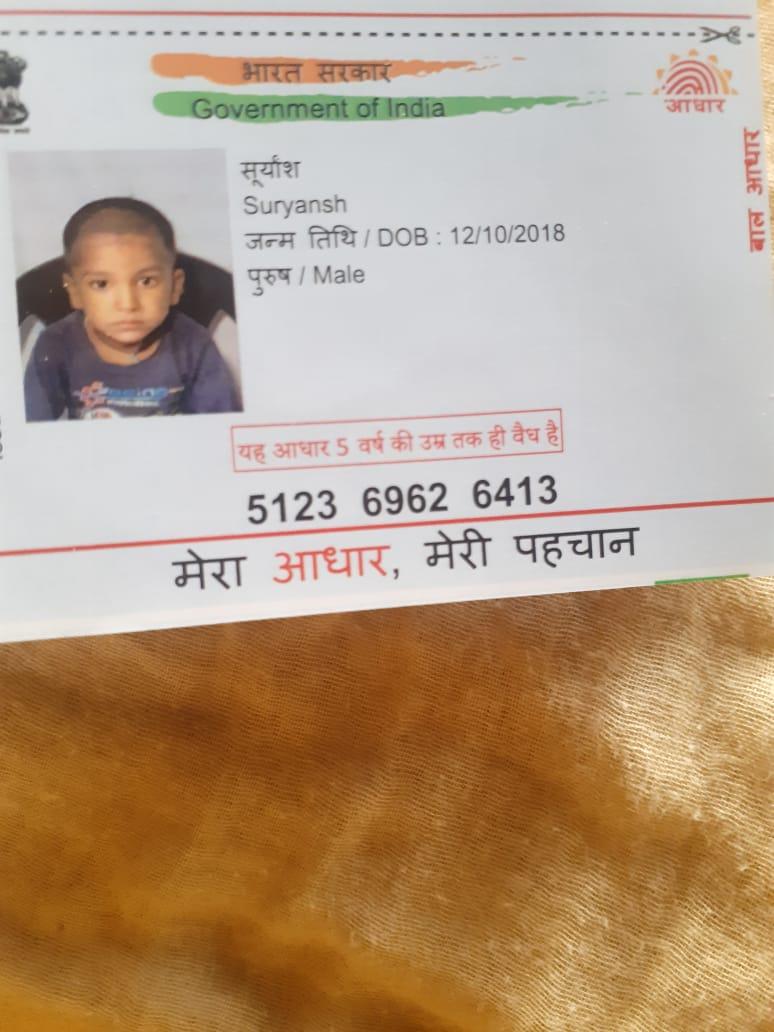 भारत सरकार
Government of India
आधार
बाल आधार
सूर्यांश
Suryansh
जन्म तिथि / DOB : 12/10/2018
पुरुष / Male
यह आधार 5 वर्ष की उम्र तक ही वैध है
5123 6962 6413
मेरा आधार, मेरी पहचान